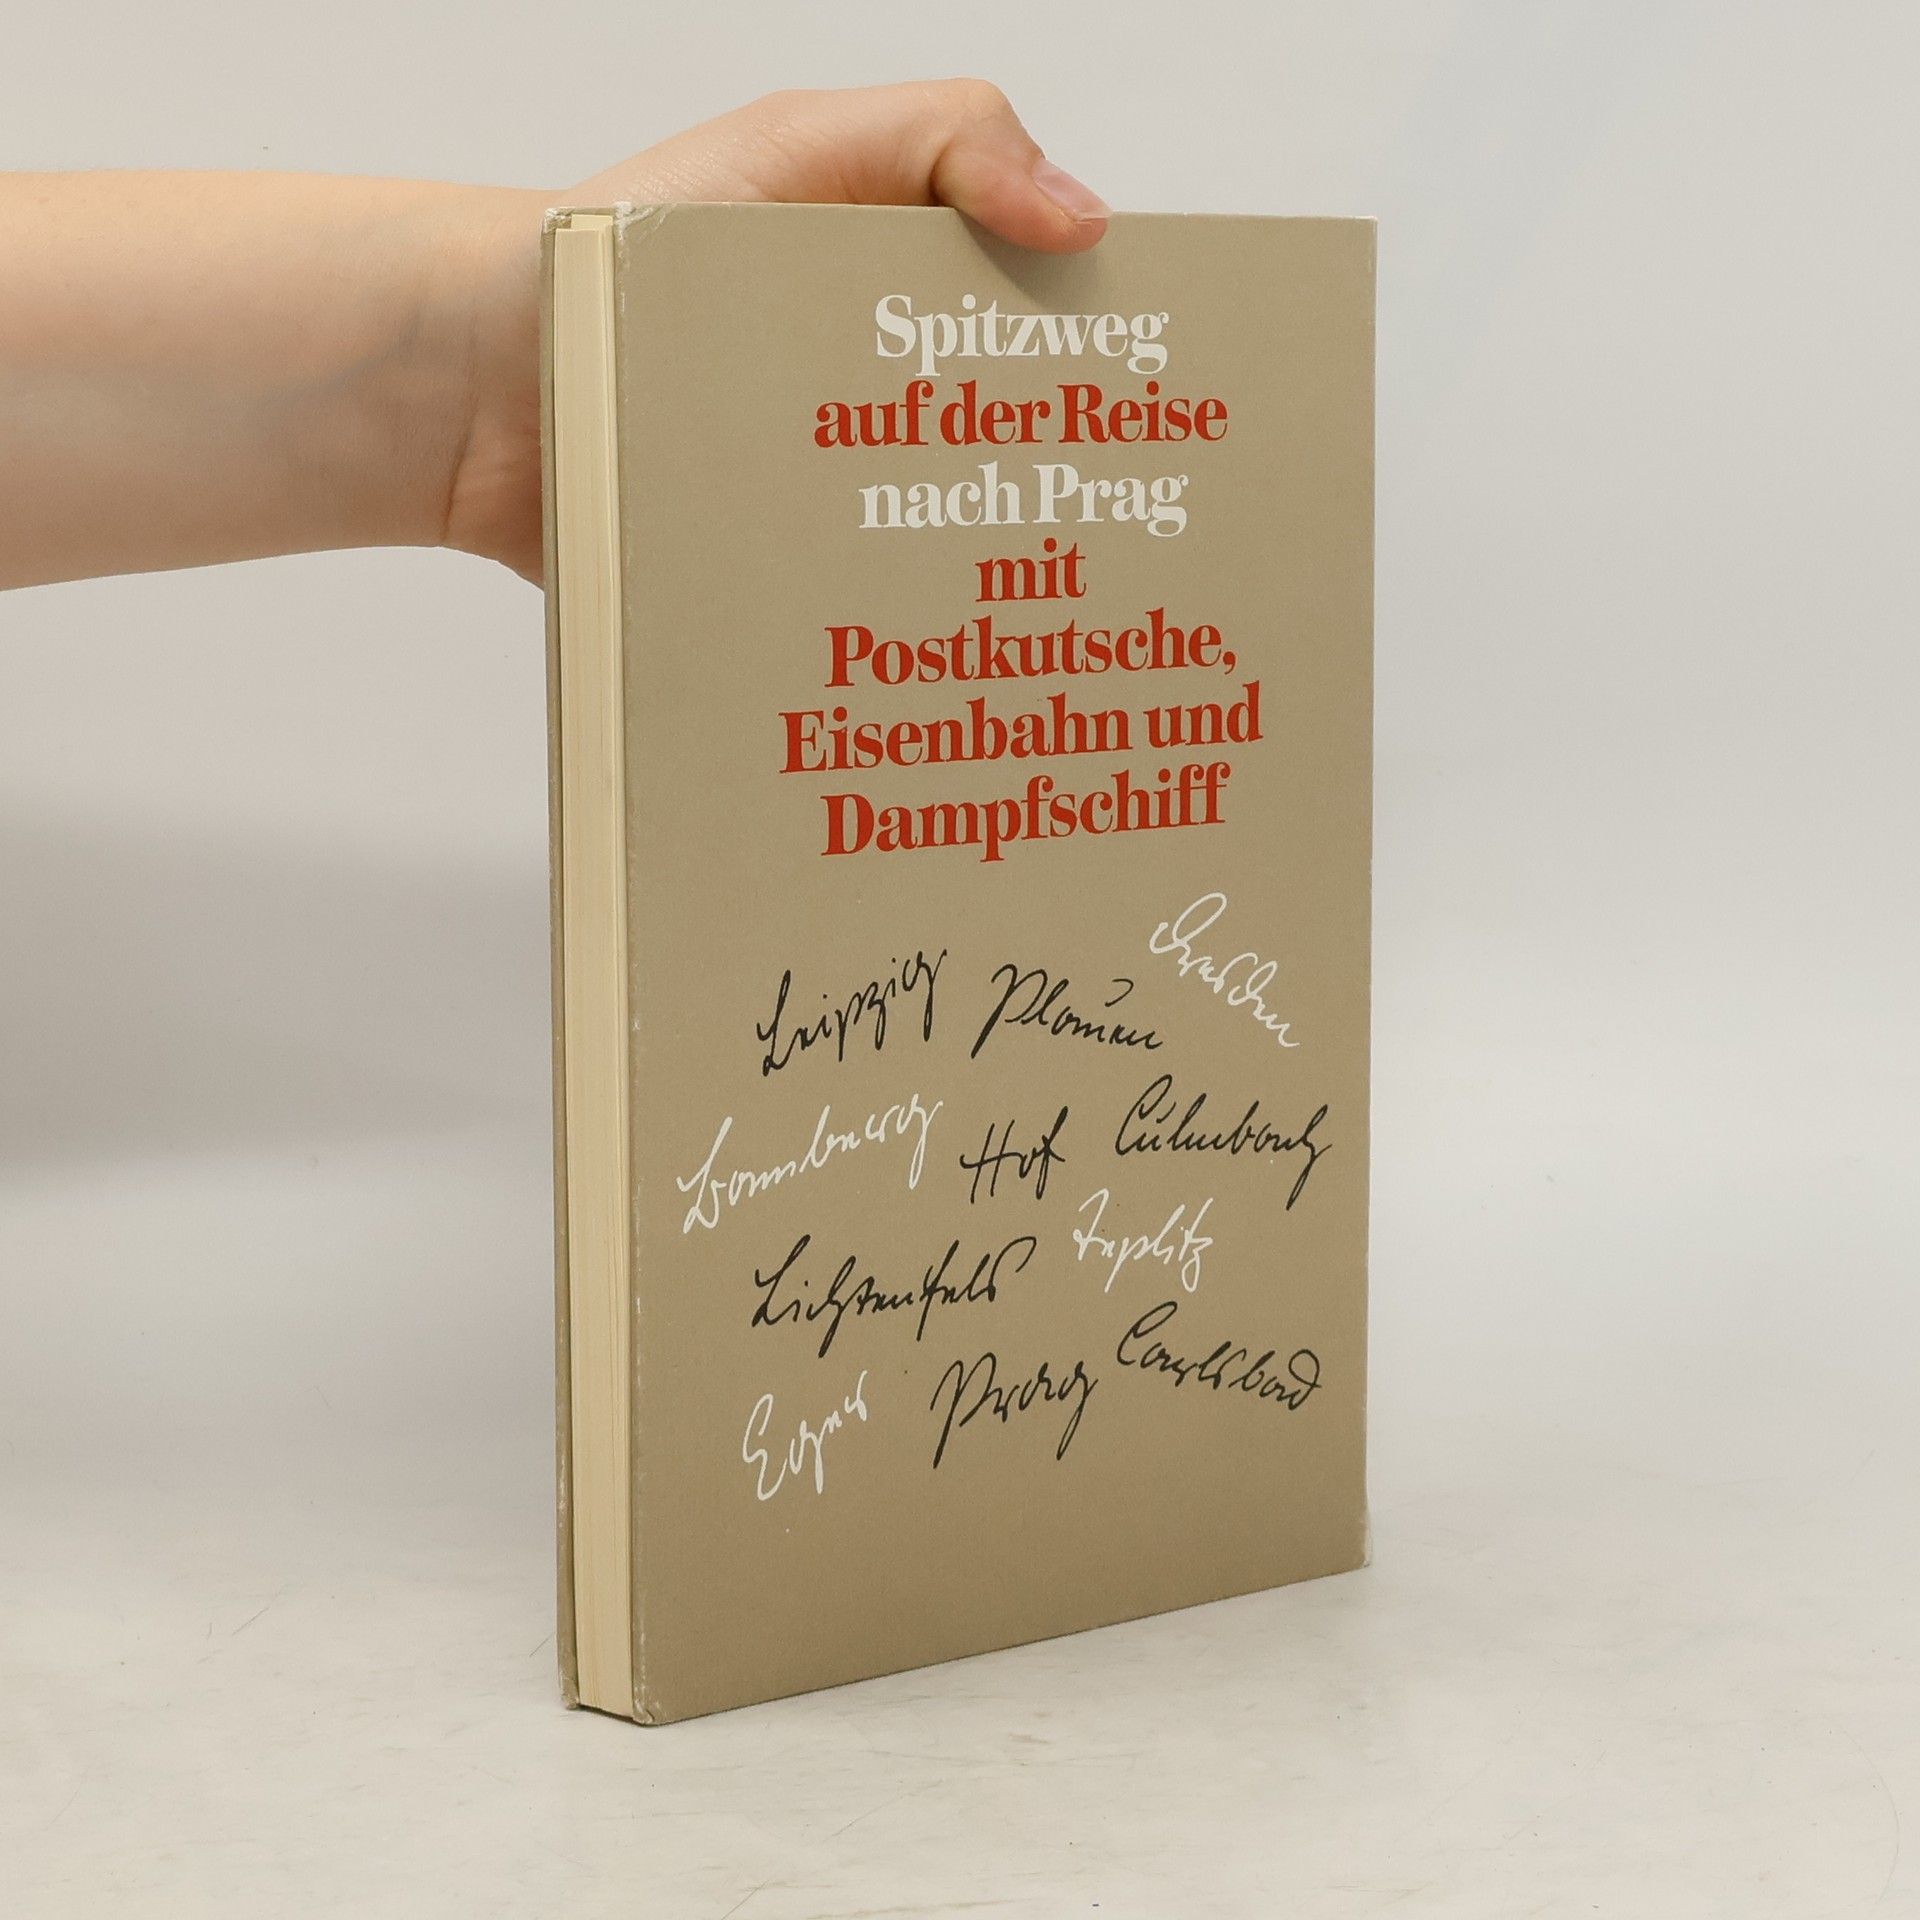 Spitzweg
auf der Reise
nach Prag
mit
Postkutsche,
Eisenbahn und
Dampfschiff
Dresden
Leipzig Plauen
Bamberg Hof Culmbach
Lichtenfels Teplitz
Eger Prag Carlsbad